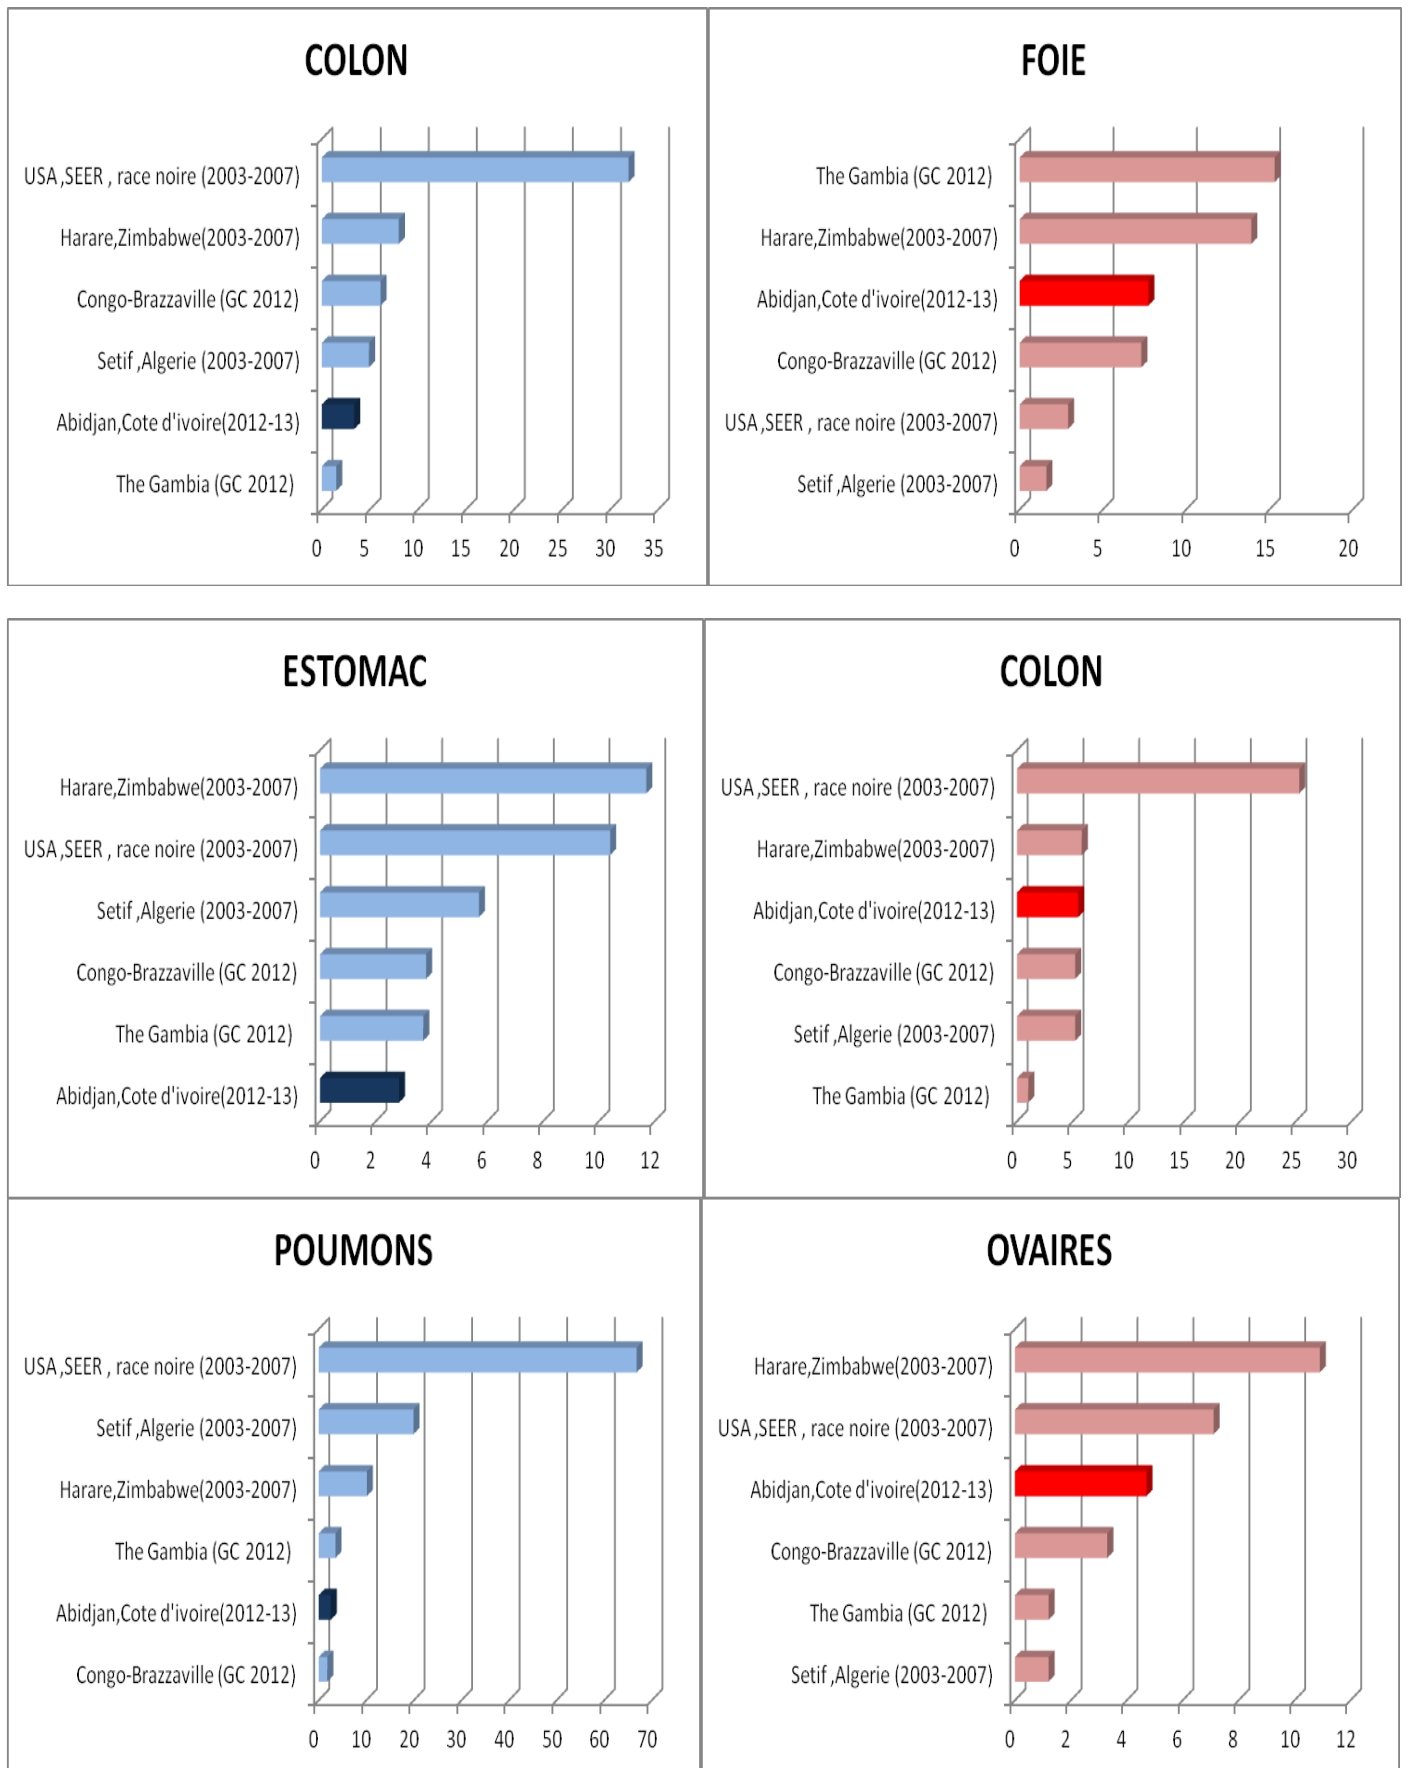 COLON
USA ,SEER , race noire (2003-2007)
Harare,Zimbabwe(2003-2007)
Congo-Brazzaville (GC 2012)
Setif ,Algerie (2003-2007)
Abidjan,Cote d'ivoire(2012-13)
The Gambia (GC 2012)
0 5 10 15 20 25 30 35
FOIE
The Gambia (GC 2012)
Harare,Zimbabwe(2003-2007)
Abidjan,Cote d'ivoire(2012-13)
Congo-Brazzaville (GC 2012)
USA ,SEER , race noire (2003-2007)
Setif ,Algerie (2003-2007)
0 5 10 15 20
ESTOMAC
Harare,Zimbabwe(2003-2007)
USA ,SEER , race noire (2003-2007)
Setif ,Algerie (2003-2007)
Congo-Brazzaville (GC 2012)
The Gambia (GC 2012)
Abidjan,Cote d'ivoire(2012-13)
0 2 4 6 8 10 12
COLON
USA ,SEER , race noire (2003-2007)
Harare,Zimbabwe(2003-2007)
Abidjan,Cote d'ivoire(2012-13)
Congo-Brazzaville (GC 2012)
Setif ,Algerie (2003-2007)
The Gambia (GC 2012)
0 5 10 15 20 25 30
POUMONS
USA ,SEER , race noire (2003-2007)
Setif ,Algerie (2003-2007)
Harare,Zimbabwe(2003-2007)
The Gambia (GC 2012)
Abidjan,Cote d'ivoire(2012-13)
Congo-Brazzaville (GC 2012)
0 10 20 30 40 50 60 70
OVAIRES
Harare,Zimbabwe(2003-2007)
USA ,SEER , race noire (2003-2007)
Abidjan,Cote d'ivoire(2012-13)
Congo-Brazzaville (GC 2012)
The Gambia (GC 2012)
Setif ,Algerie (2003-2007)
0 2 4 6 8 10 12